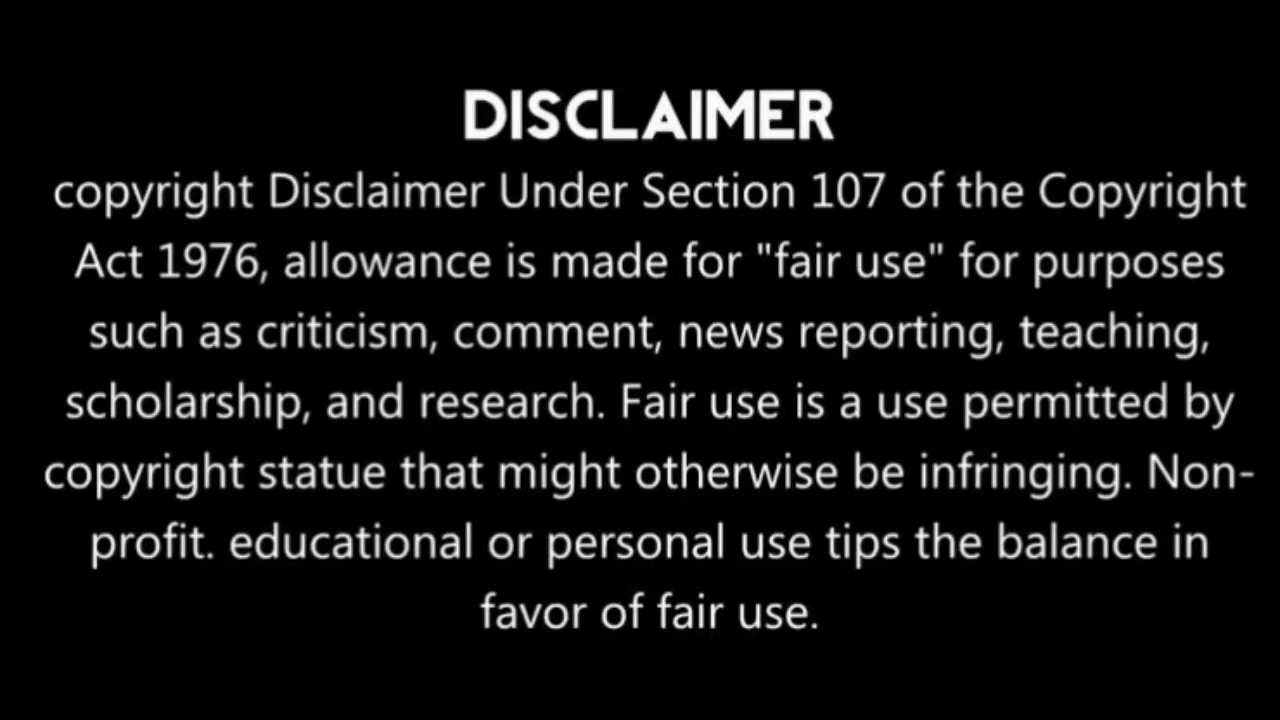 DISCLAIMER
copyright Disclaimer Under Section 107 of the Copyright
Act 1976, allowance is made for "fair use" for purposes
such as criticism, comment, news reporting, teaching,
scholarship, and research. Fair use is a use permitted by
copyright statue that might otherwise be infringing. Non-
profit. educational or personal use tips the balance in
favor of fair use.